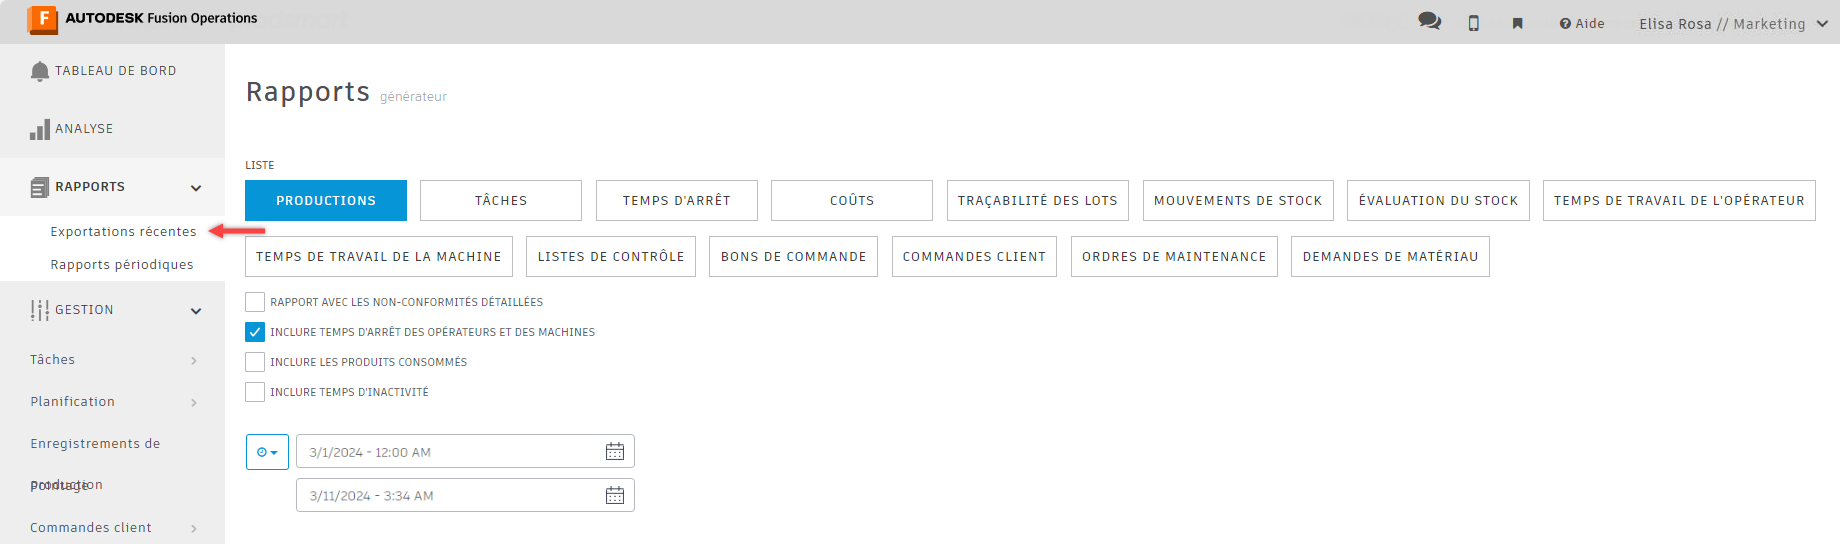 F AUTODESK Fusion Operations
Aide
Elisa Rosa // Marketing
TABLEAU DE BORD
ANALYSE
RAPPORTS
Exportations récentes
Rapports périodiques
GESTION
Tâches
Planification
Enregistrements de
production
Pointage
Commandes client
Rapports générateur
LISTE
PRODUCTIONS
TÂCHES
TEMPS D'ARRÊT
COÛTS
TRAÇABILITÉ DES LOTS
MOUVEMENTS DE STOCK
ÉVALUATION DU STOCK
TEMPS DE TRAVAIL DE L'OPÉRATEUR
TEMPS DE TRAVAIL DE LA MACHINE
LISTES DE CONTRÔLE
BONS DE COMMANDE
COMMANDES CLIENT
ORDRES DE MAINTENANCE
DEMANDES DE MATÉRIAU
RAPPORT AVEC LES NON-CONFORMITÉS DÉTAILLÉES
INCLURE TEMPS D'ARRÊT DES OPÉRATEURS ET DES MACHINES
INCLURE LES PRODUITS CONSOMMÉS
INCLURE TEMPS D'INACTIVITÉ
3/1/2024 - 12:00 AM
3/11/2024 - 3:34 AM